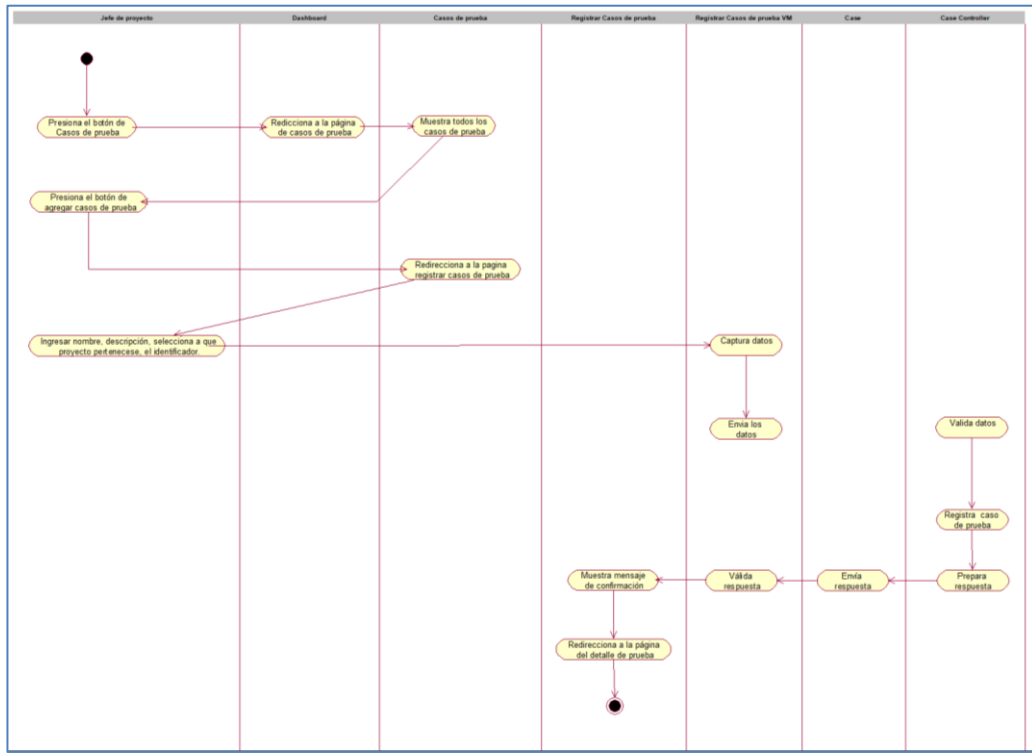 Jefe de proyecto
Dashboard
Casos de prueba
Registrar Casos de prueba
Registrar Casos de prueba VM
Case
Case Controller
Presiona el botón de
Casos de prueba
Redicciona a la página
de casos de prueba
Muestra todos los
casos de prueba
Presiona el botón de
agregar casos de prueba
Redirecciona a la pagina
registrar casos de prueba
Ingresar nombre, descripción, selecciona a que
proyecto pertenecese, el identificador.
Captura datos
Envia los
datos
Valida datos
Registra caso
de prueba
Muestra mensaje
de confirmación
Válida
respuesta
Envía
respuesta
Prepara
respuesta
Redirecciona a la página
del detalle de prueba